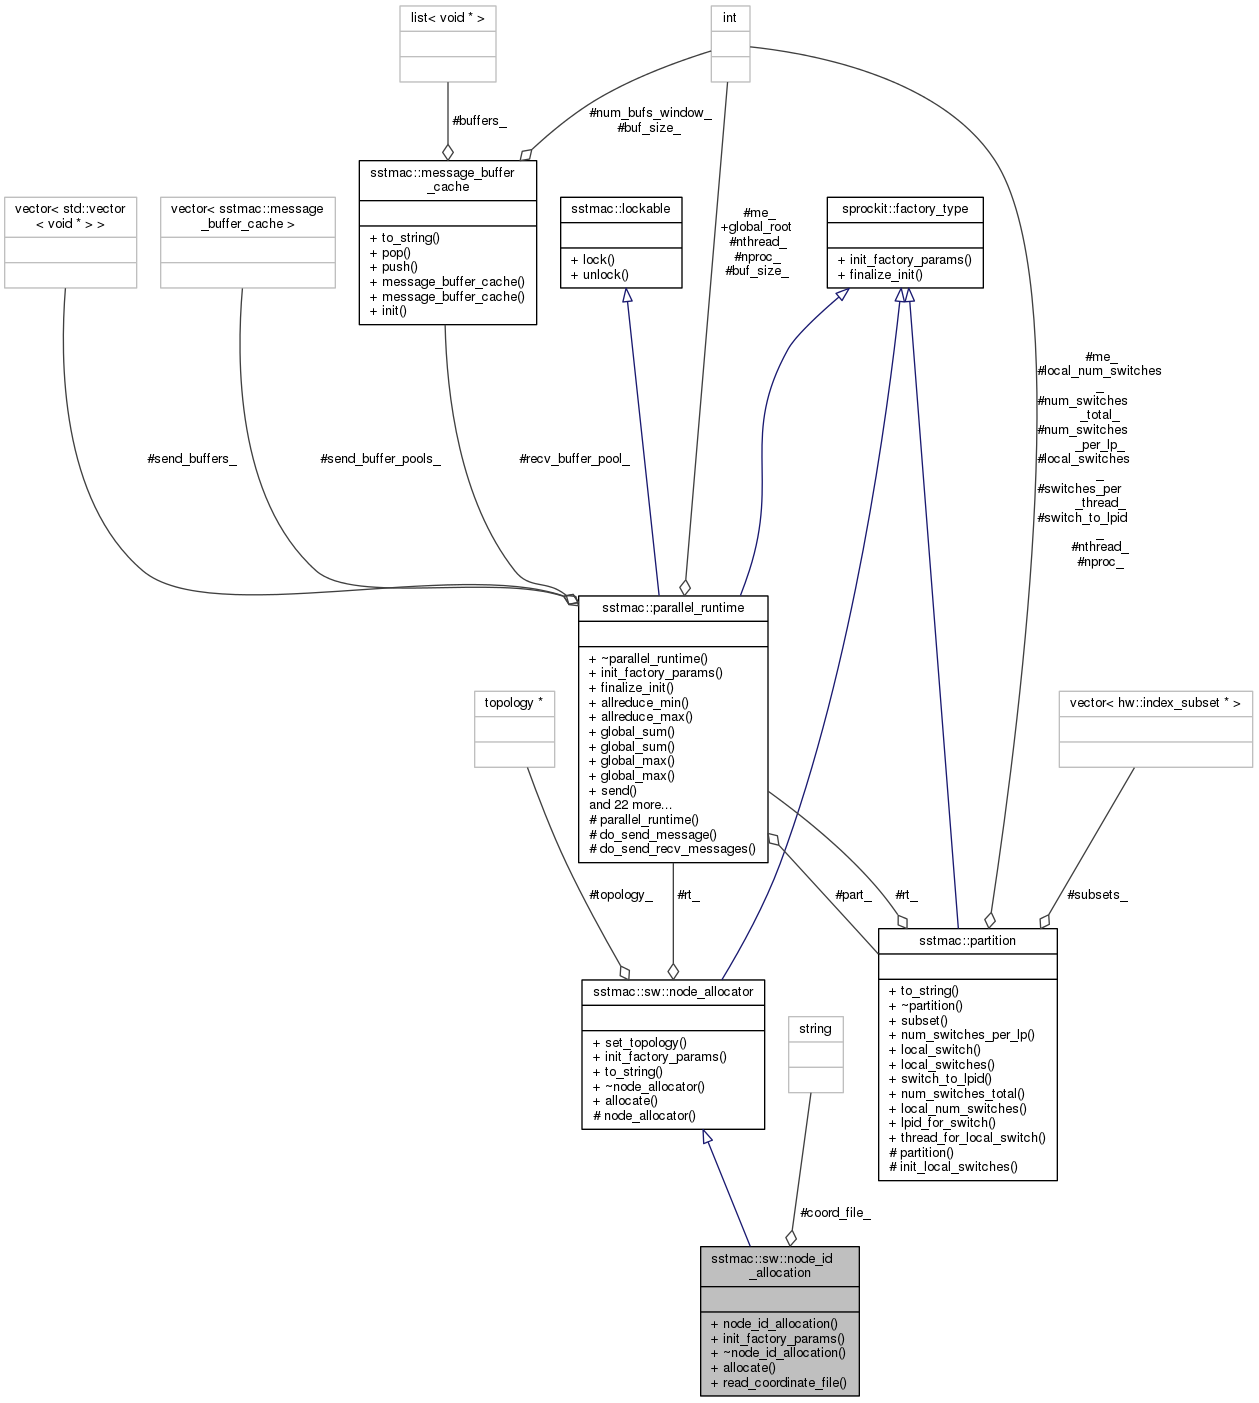 list< void * >
int
#buffers_
#num_bufs_window_
#buf_size_
sstmac::message_buffer
_cache
+ to_string()
+ pop()
+ push()
+ message_buffer_cache()
+ message_buffer_cache()
+ init()
vector< std::vector
< void * > >
vector< sstmac::message
_buffer_cache >
sstmac::lockable
+ lock()
+ unlock()
#me_
+global_root
#nthread_
#nproc_
#buf_size_
sprockit::factory_type
+ init_factory_params()
+ finalize_init()
#me_
#local_num_switches
_
#num_switches
_total_
#num_switches
_per_lp_
#local_switches
_
#switches_per
_thread_
#switch_to_lpid
_
#nthread_
#nproc_
#send_buffers_
#send_buffer_pools_
#recv_buffer_pool_
sstmac::parallel_runtime
+ ~parallel_runtime()
+ init_factory_params()
+ finalize_init()
+ allreduce_min()
+ allreduce_max()
+ global_sum()
+ global_sum()
+ global_max()
+ global_max()
+ send()
and 22 more...
# parallel_runtime()
# do_send_message()
# do_send_recv_messages()
topology *
vector< hw::index_subset * >
#topology_
#rt_
#part_
#rt_
#subsets_
sstmac::partition
+ to_string()
+ ~partition()
+ subset()
+ num_switches_per_lp()
+ local_switch()
+ local_switches()
+ switch_to_lpid()
+ num_switches_total()
+ local_num_switches()
+ lpid_for_switch()
+ thread_for_local_switch()
# partition()
# init_local_switches()
sstmac::sw::node_allocator
+ set_topology()
+ init_factory_params()
+ to_string()
+ ~node_allocator()
+ allocate()
# node_allocator()
string
#coord_file_
sstmac::sw::node_id
_allocation
+ node_id_allocation()
+ init_factory_params()
+ ~node_id_allocation()
+ allocate()
+ read_coordinate_file()